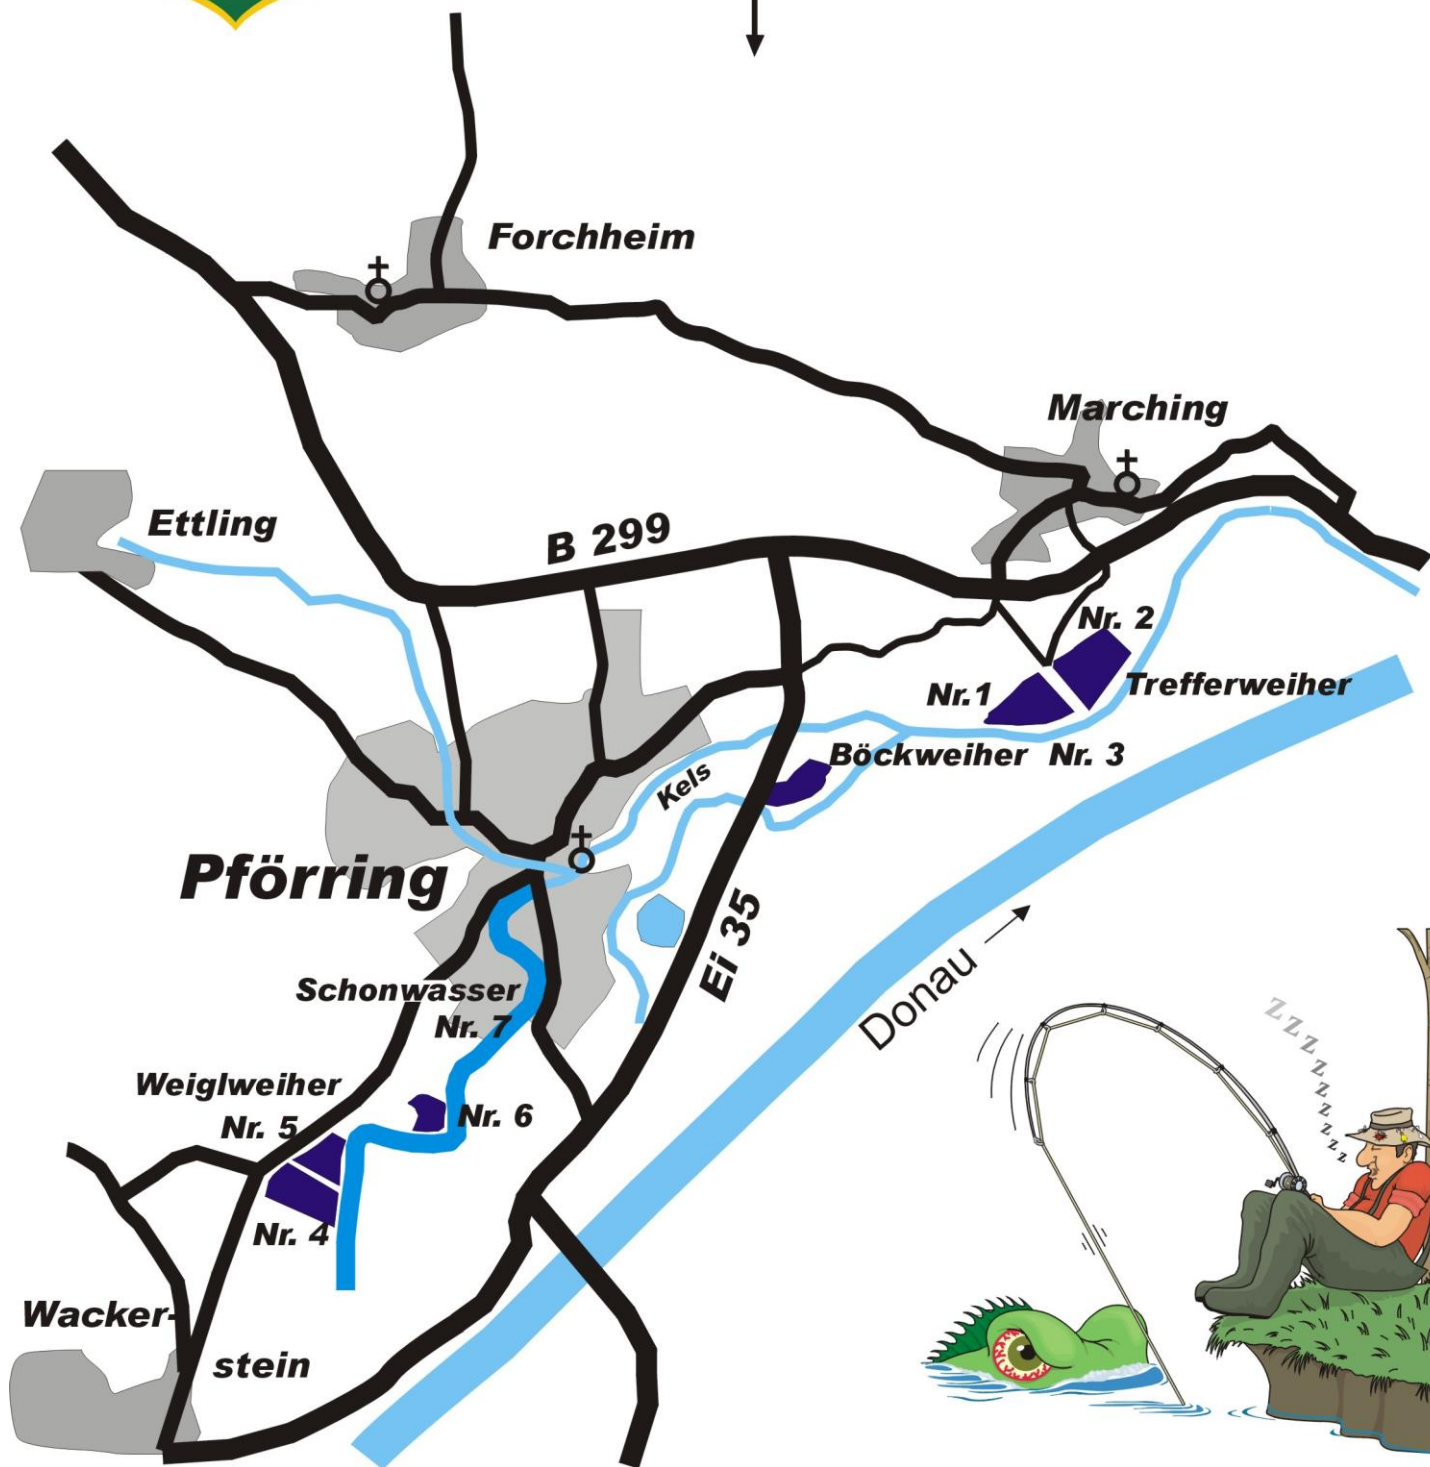 Forchheim
Marching
Ettling
B 299
Nr. 2
Nr.1
Trefferweiher
Böckweiher Nr. 3
Kels
Pförring
Ei 35
Donau
Schonwasser
Nr. 7
Weiglweiher
Nr. 5
Nr. 6
Nr. 4
Wacker-
stein
ZZZZZZZZZZZ